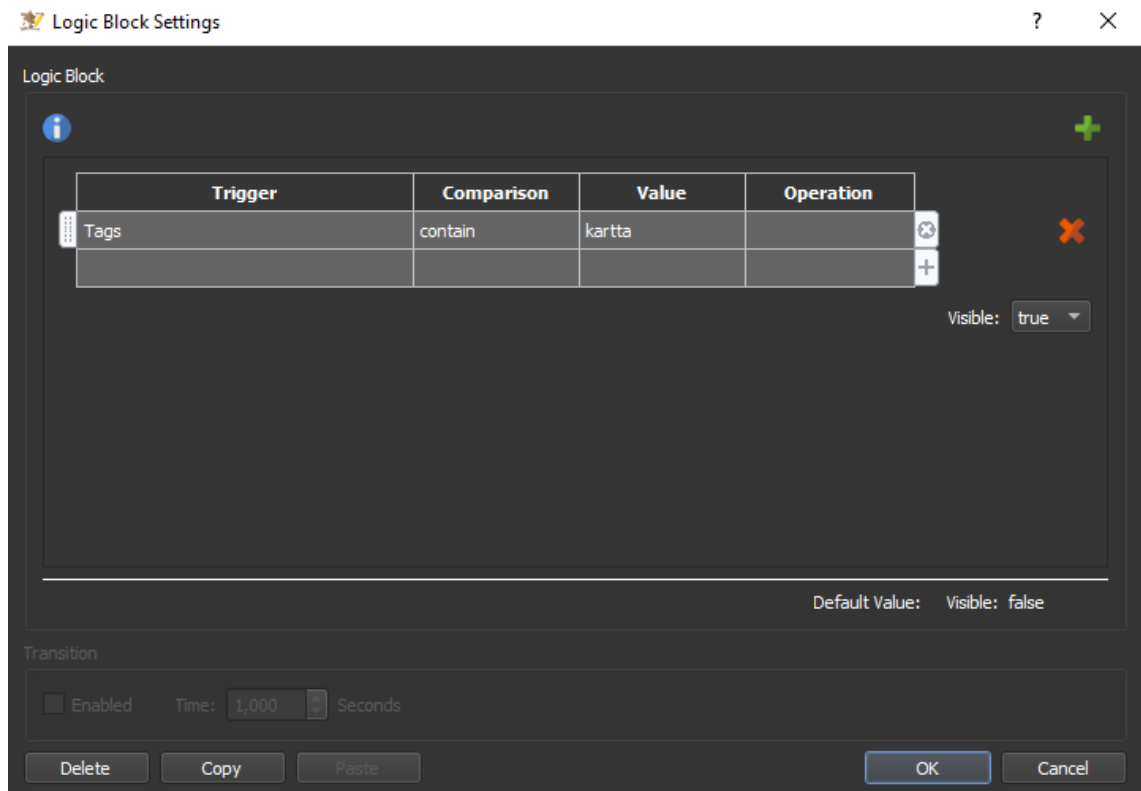 Logic Block Settings ?
Logic Block
Trigger Comparison Value Operation
Tags contain kartta
Visible: true
Default Value: Visible: false
Transition
Enabled Time: 1,000 Seconds
Delete Copy Paste OK Cancel